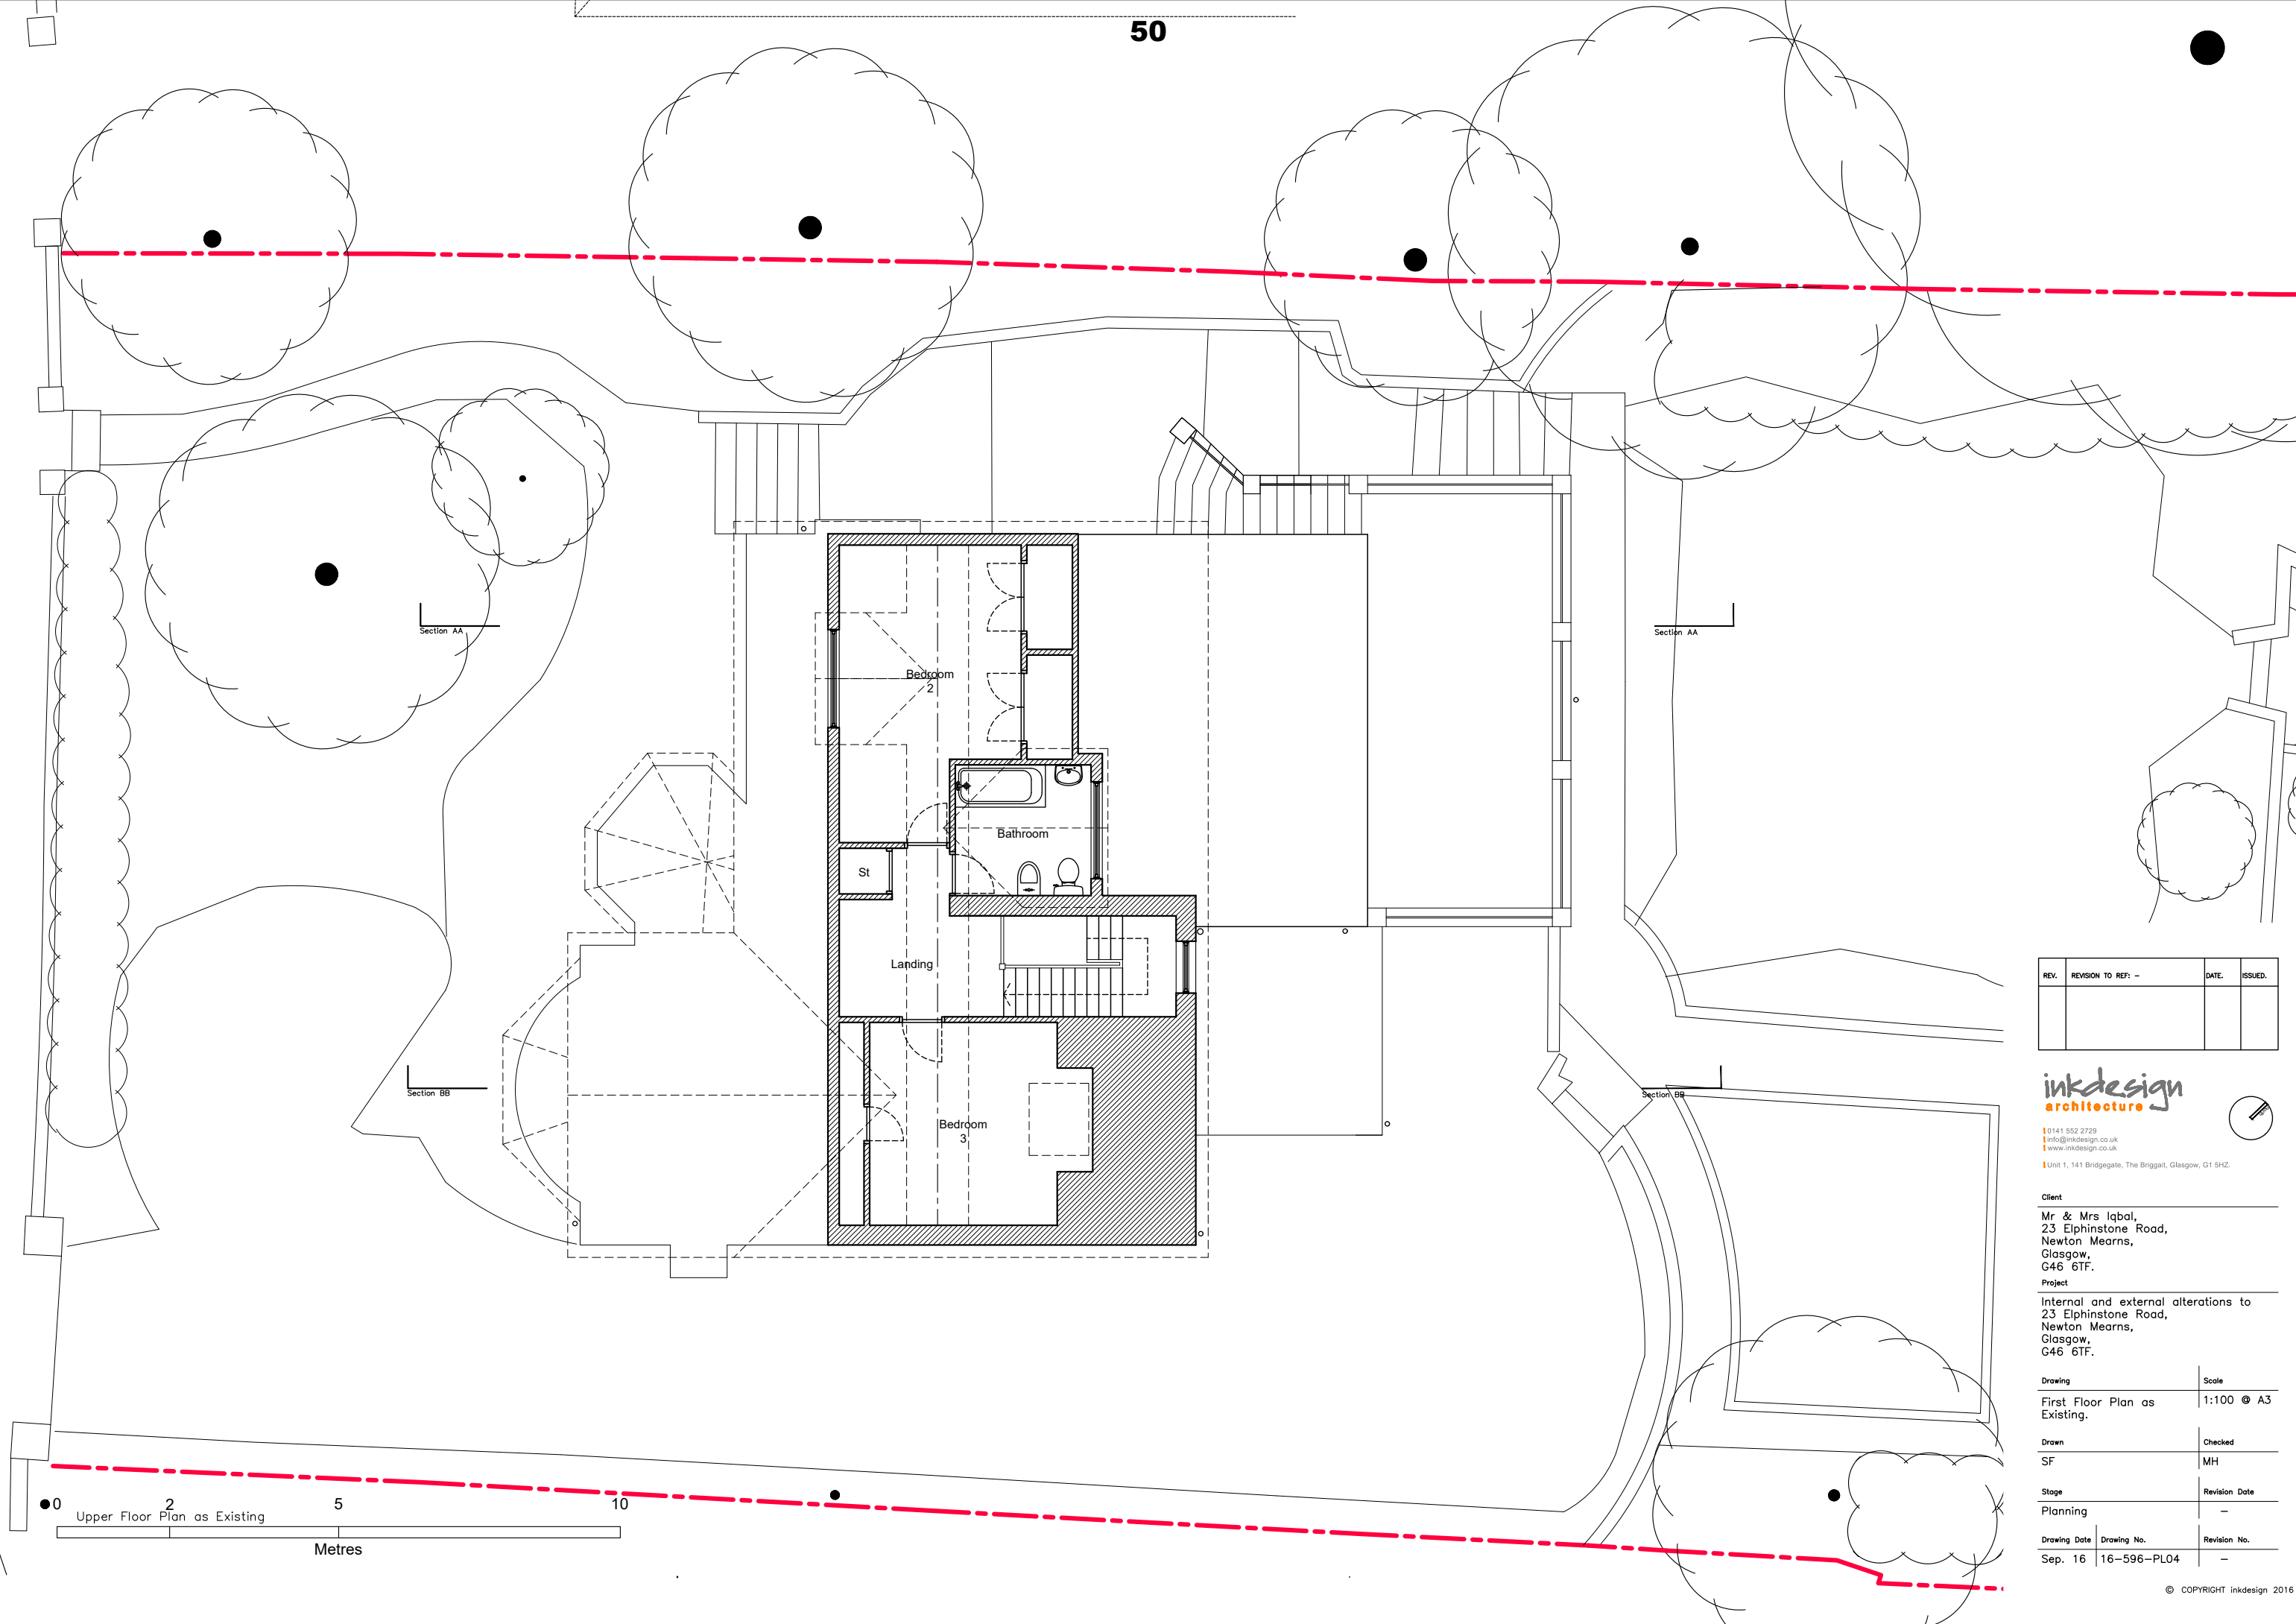 50
Section AA
Section AA
Bedroom
2
Bathroom
St
Landing
Section BB
Section BB
Bedroom
3
0 2 5 10
Upper Floor Plan as Existing
Metres
REV. REVISION TO REF: – DATE. ISSUED.
inkdesign
architecture
0141 552 2729
info@inkdesign.co.uk
www.inkdesign.co.uk
Unit 1, 141 Bridgegate, The Briggait, Glasgow, G1 5HZ.
Client
Mr & Mrs Iqbal,
23 Elphinstone Road,
Newton Mearns,
Glasgow,
G46 6TF.
Project
Internal and external alterations to
23 Elphinstone Road,
Newton Mearns,
Glasgow,
G46 6TF.
Drawing Scale
First Floor Plan as 1:100 @ A3
Existing.
Drawn Checked
SF MH
Stage Revision Date
Planning –
Drawing Date Drawing No. Revision No.
Sep. 16 16–596–PL04 –
© COPYRIGHT inkdesign 2016